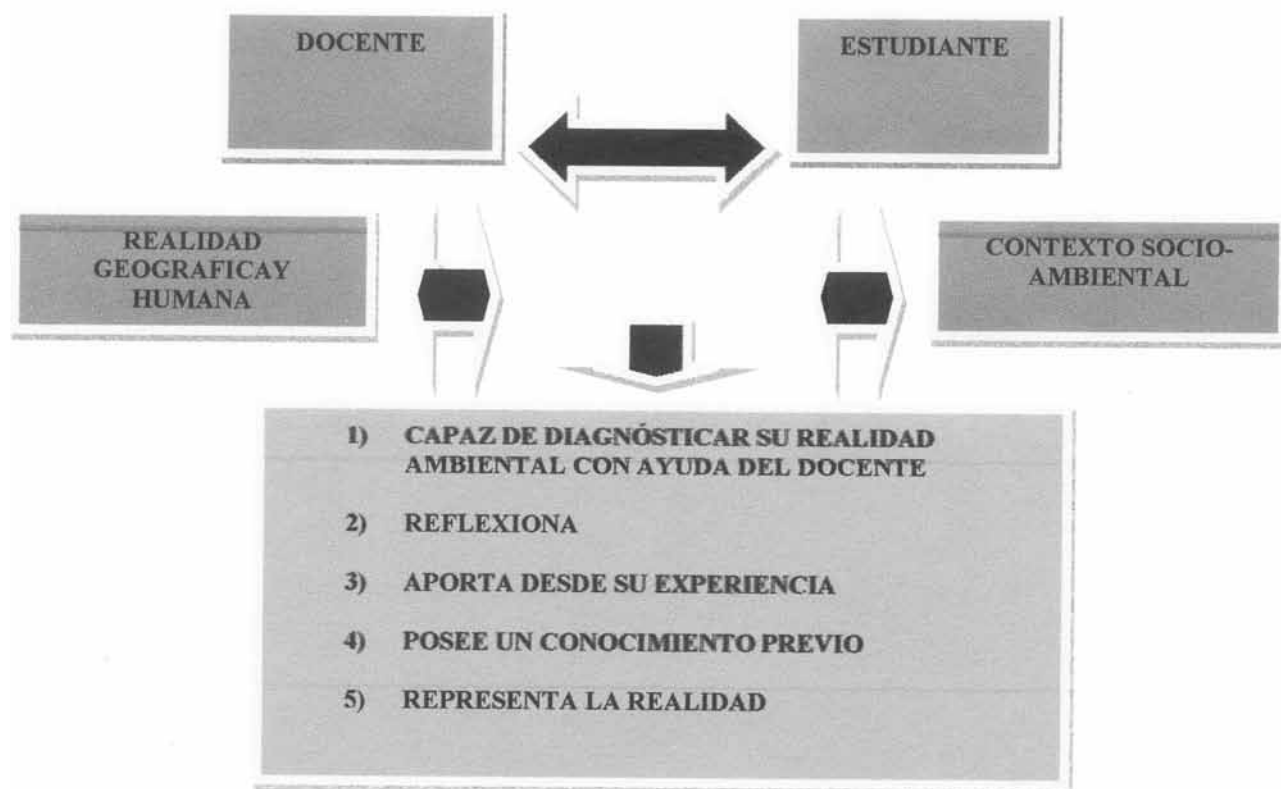 DOCENTE
ESTUDIANTE
REALIDAD
GEOGRAFICAY
HUMANA
CONTEXTO SOCIO-
AMBIENTAL
1) CAPAZ DE DIAGNÓSTICAR SU REALIDAD
AMBIENTAL CON AYUDA DEL DOCENTE
2) REFLEXIONA
3) APORTA DESDE SU EXPERIENCIA
4) POSEE UN CONOCIMIENTO PREVIO
5) REPRESENTA LA REALIDAD